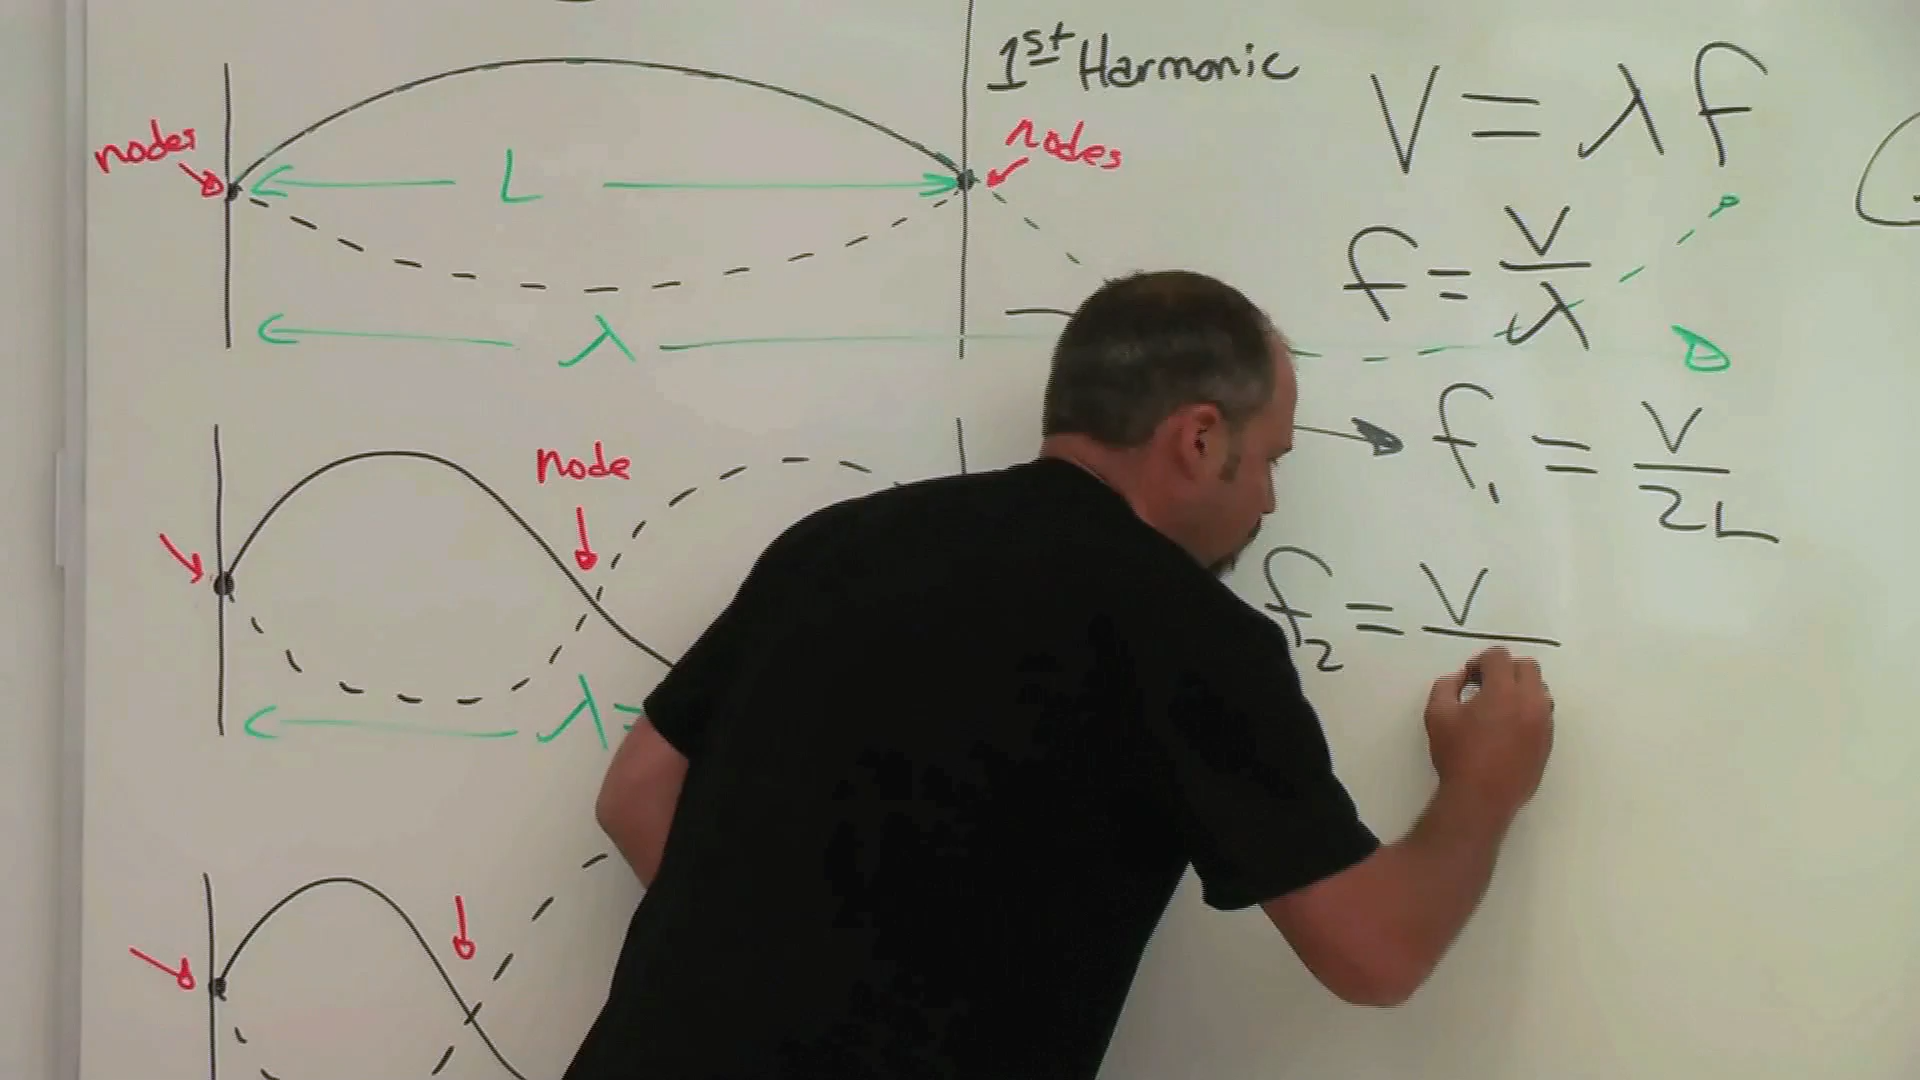 1st Harmonic
nodes
nodes
L
λ
node
λ=
V = λf
f = V/λ
f₁ = V/2L
f₂ = V